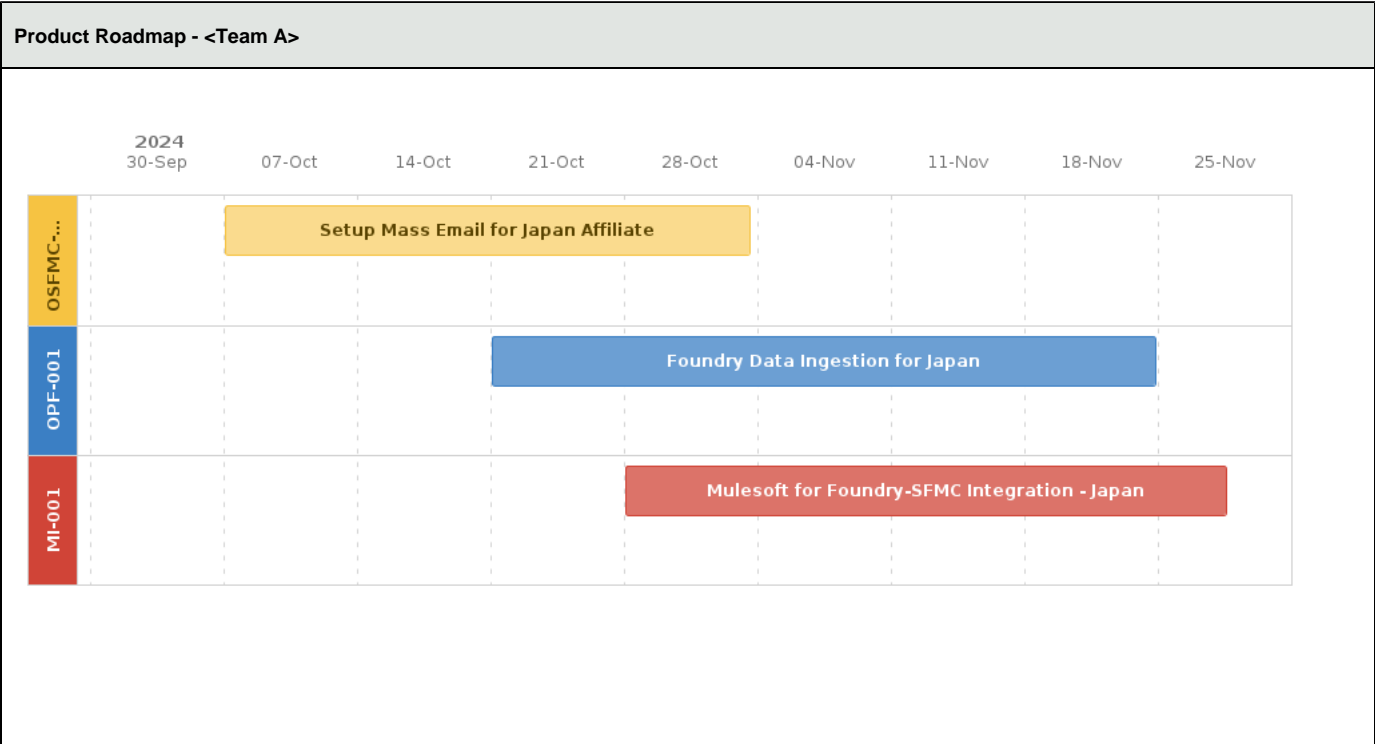 Product Roadmap - <Team A>
2024
30-Sep 07-Oct 14-Oct 21-Oct 28-Oct 04-Nov 11-Nov 18-Nov 25-Nov
OSFMC-...
Setup Mass Email for Japan Affiliate
OPF-001
Foundry Data Ingestion for Japan
MI-001
Mulesoft for Foundry-SFMC Integration - Japan